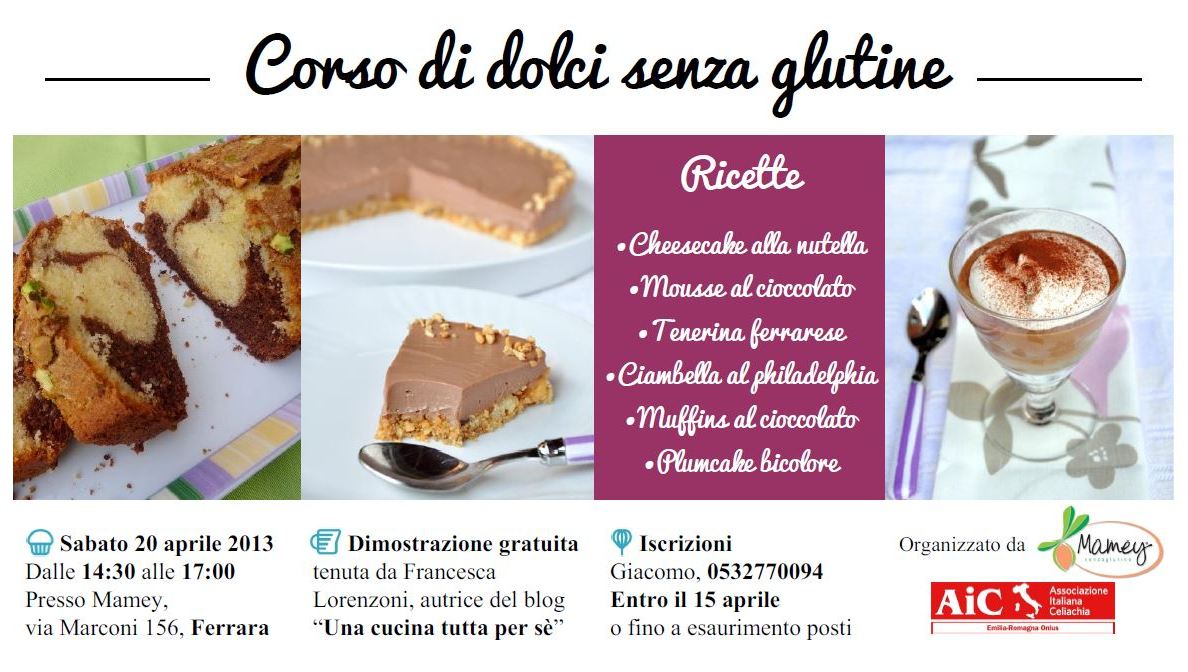 Corso di dolci senza glutine
Ricette
•Cheesecake alla nutella
•Mousse al cioccolato
•Tenerina ferrarese
•Ciambella al philadelphia
•Muffins al cioccolato
•Plumcake bicolore
Sabato 20 aprile 2013
Dalle 14:30 alle 17:00
Presso Mamey,
via Marconi 156, Ferrara
Dimostrazione gratuita
tenuta da Francesca
Lorenzoni, autrice del blog
“Una cucina tutta per sè”
Iscrizioni
Giacomo, 0532770094
Entro il 15 aprile
o fino a esaurimento posti
Organizzato da
Mamey
senzaglutine
AiC
Associazione
Italiana
Celiachia
Emilia-Romagna Onlus